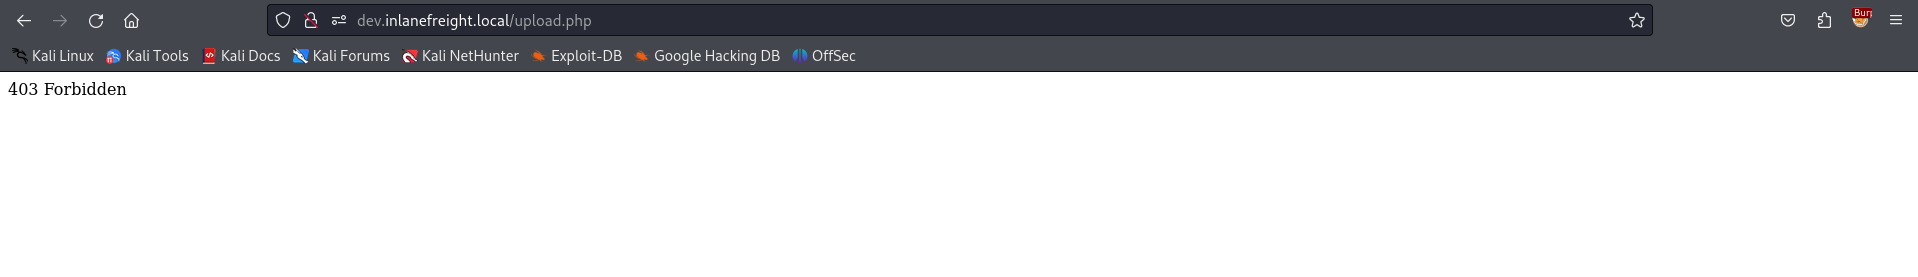 dev.inlanefreight.local/upload.php
Burp
Kali Linux Kali Tools Kali Docs Kali Forums Kali NetHunter Exploit-DB Google Hacking DB OffSec
403 Forbidden